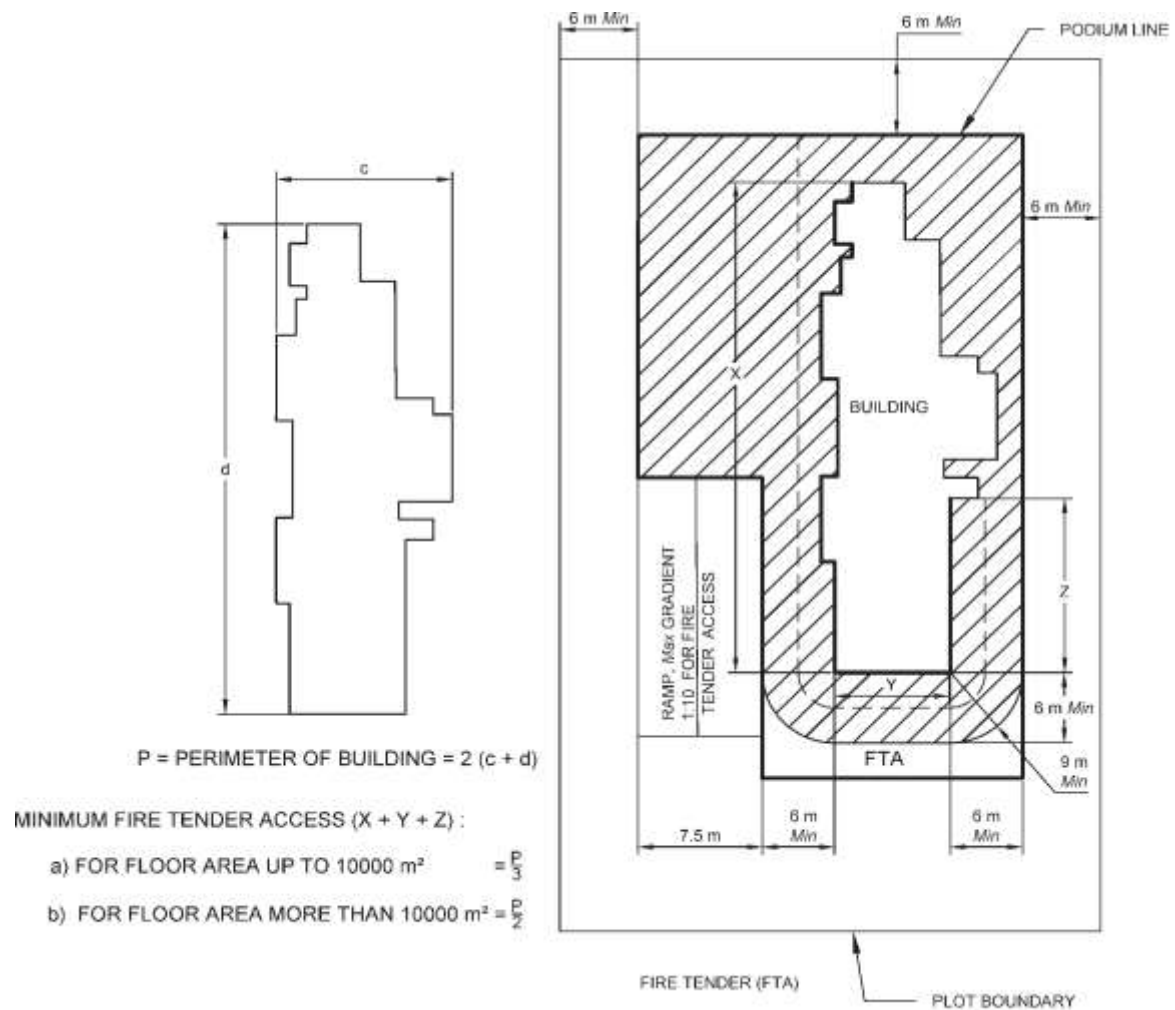 6 m Min
6 m Min
PODIUM LINE
c
6 m Min
d
X
BUILDING
Z
RAMP, Max GRADIENT
1:10 FOR FIRE
TENDER ACCESS
Y
6 m Min
FTA
9 m
Min
P = PERIMETER OF BUILDING = 2 (c + d)
MINIMUM FIRE TENDER ACCESS (X + Y + Z) :
a) FOR FLOOR AREA UP TO 10000 m² = P/3
b) FOR FLOOR AREA MORE THAN 10000 m² = P/2
7.5 m
6 m
Min
6 m
Min
FIRE TENDER (FTA)
PLOT BOUNDARY